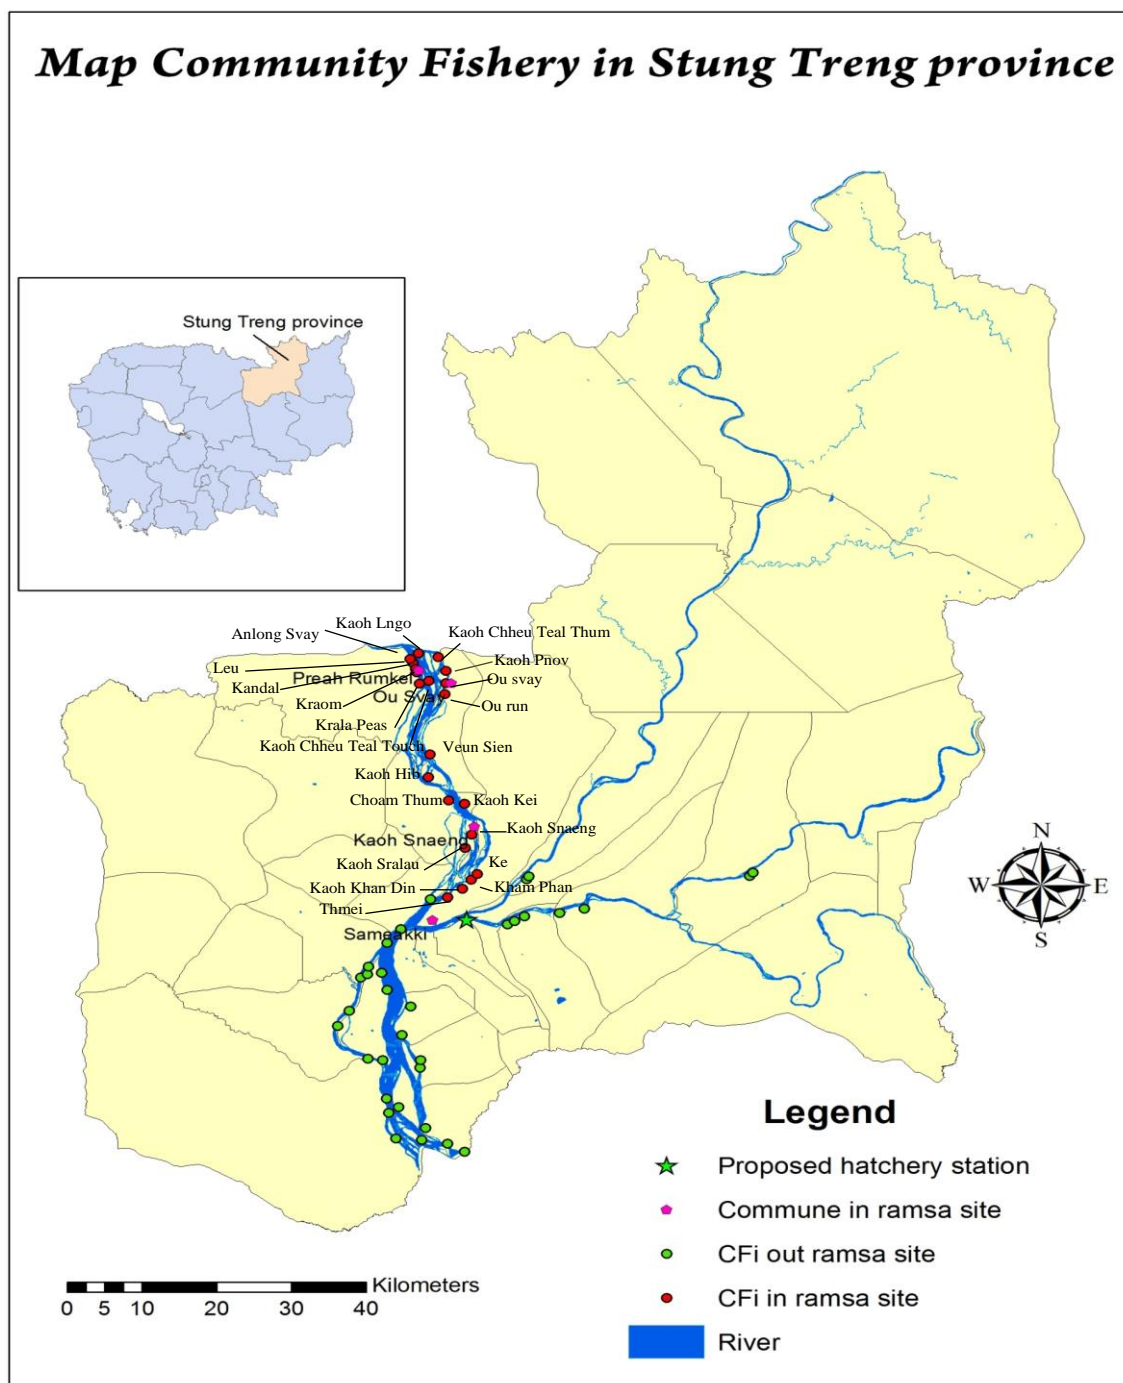 Map Community Fishery in Stung Treng province
Stung Treng province
Kaoh Lngo
Anlong Svay
Kaoh Chheu Teal Thum
Leu
Kaoh Pnov
Preah Rumkel
Ou svay
Kandal
Ou Svay
Kraom
Ou run
Krala Peas
Kaoh Chheu Teal Touch
Veun Sien
Kaoh Hib
Choam Thum
Kaoh Kei
Kaoh Snaeng
Kaoh Snaeng
Kaoh Sralau
Ke
Kaoh Khan Din
Kham Phan
Thmei
Sameakki
N
W
E
S
Legend
Proposed hatchery station
Commune in ramsa site
CFi out ramsa site
CFi in ramsa site
River
Kilometers
0 5 10 20 30 40